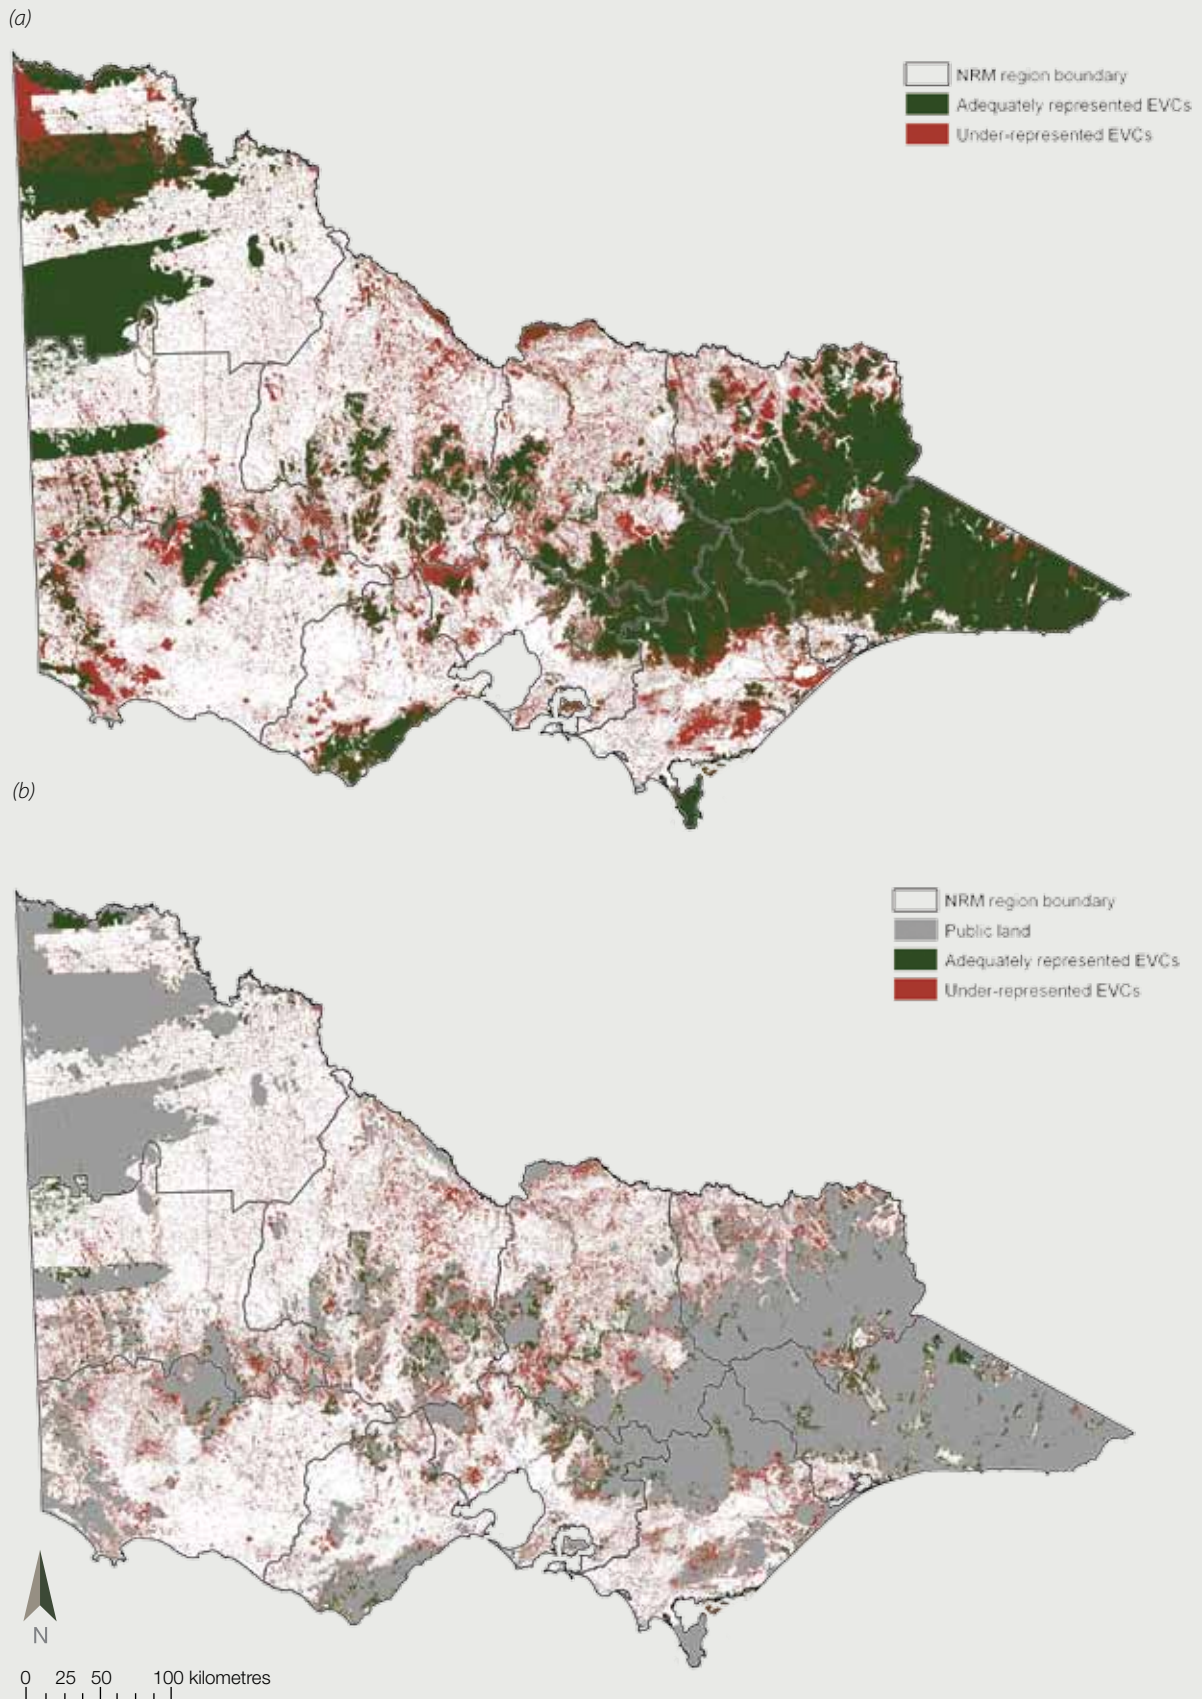 (a)
NRM region boundary
Adequately represented EVCs
Under-represented EVCs
(b)
NRM region boundary
Public land
Adequately represented EVCs
Under-represented EVCs
N
0 25 50 100 kilometres